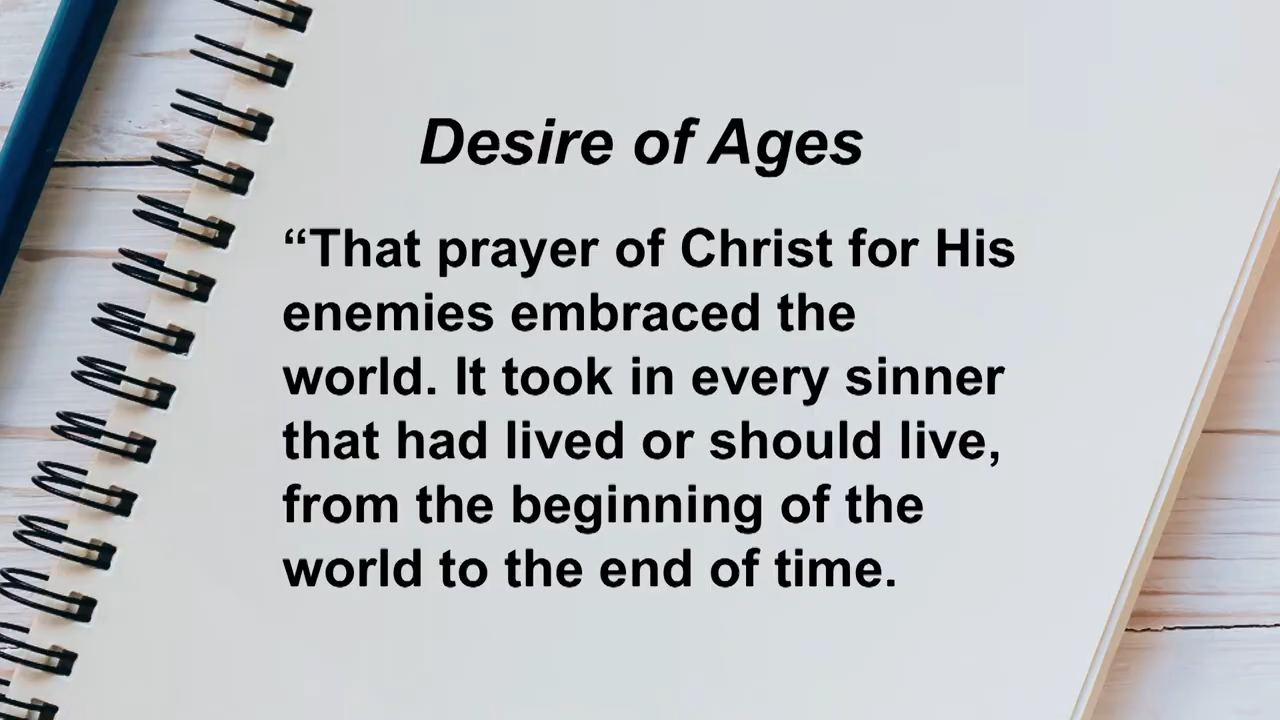 Desire of Ages
“That prayer of Christ for His
enemies embraced the
world. It took in every sinner
that had lived or should live,
from the beginning of the
world to the end of time.